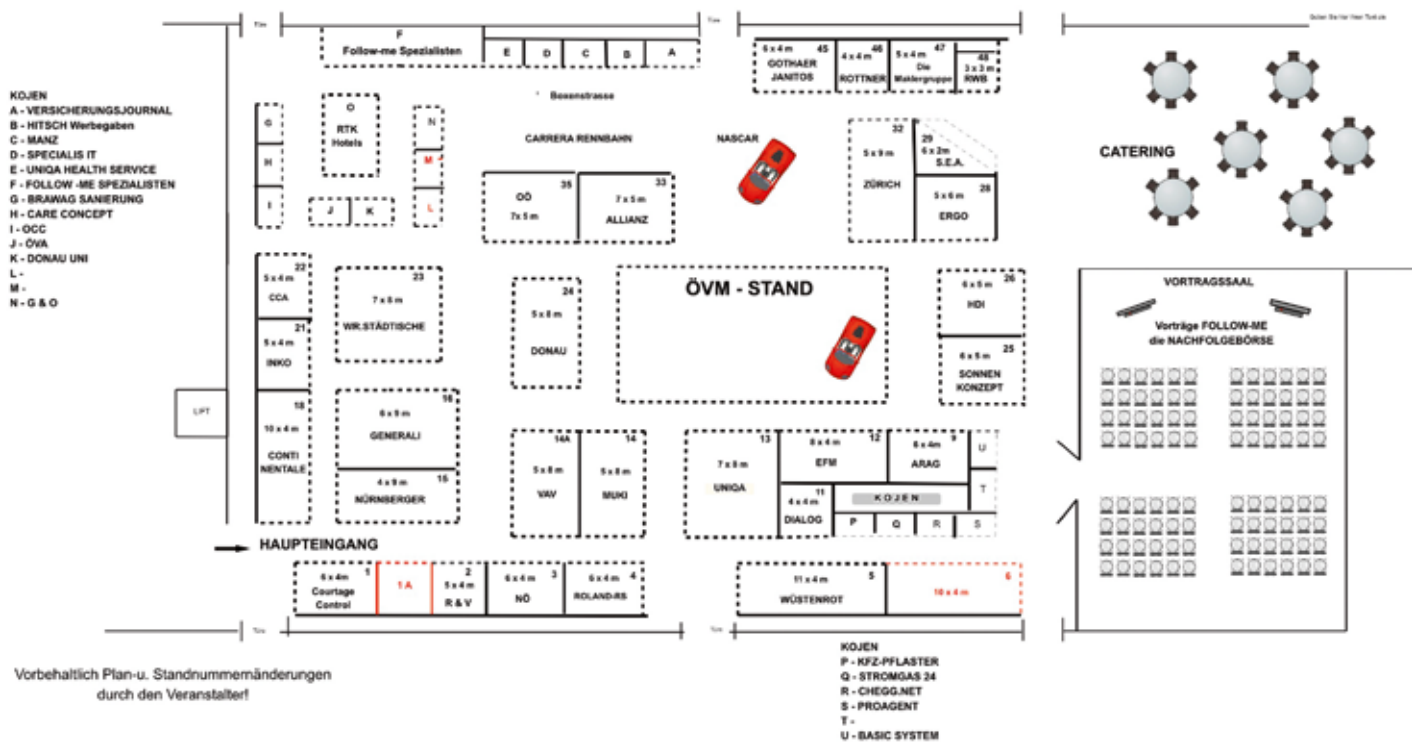 Türe
Türe
F
Follow-me Spezialisten
E
D
C
B
A
6 x 4 m
45
GOTHAER
JANITOS
46
4 x 4 m
ROTTNER
47
5 x 4 m
Die
Maklergruppe
48
3 x 3 m
RWB
KOJEN
A - VERSICHERUNGSJOURNAL
B - HITSCH Werbegaben
C - MANZ
D - SPECIALIS IT
E - UNIQA HEALTH SERVICE
F - FOLLOW -ME SPEZIALISTEN
G - BRAWAG SANIERUNG
H - CARE CONCEPT
I - OCC
J - ÖVA
K - DONAU UNI
L -
M -
N - G & O
G
H
I
O
RTK
Hotels
N
M
L
J
K
Boxenstrasse
CARRERA RENNBAHN
NASCAR
35
OÖ
7x 5 m
33
7 x 5 m
ALLIANZ
32
5 x 9 m
ZÜRICH
29
6 x 2m
S.E.A.
28
5 x 6 m
ERGO
CATERING
22
5 x 4 m
CCA
21
5 x 4 m
INKO
18
10 x 4 m
CONTI
NENTALE
LIFT
23
7 x 8 m
WR.STÄDTISCHE
24
5 x 8 m
DONAU
ÖVM - STAND
26
6 x 5 m
HDI
25
6 x 5 m
SONNEN
KONZEPT
VORTRAGSSAAL
Vorträge FOLLOW-ME
die NACHFOLGEBÖRSE
16
6 x 9 m
GENERALI
4 x 9 m
15
NÜRNBERGER
14A
5 x 8 m
VAV
14
5 x 8 m
MUKI
13
7 x 8 m
UNIQA
8 x 4 m
12
EFM
9
6 x 4m
ARAG
U
T
11
4 x 4 m
DIALOG
KOJEN
P
Q
R
S
HAUPTEINGANG
1
6 x 4m
Courtage
Control
1 A
2
5 x 4 m
R & V
6 x 4 m
3
NÖ
6 x 4 m
4
ROLAND-RS
11 x 4 m
5
WÜSTENROT
6
10 x 4 m
Türe
Türe
Vorbehaltlich Plan-u. Standnummernänderungen
durch den Veranstalter!
KOJEN
P - KFZ-PFLASTER
Q - STROMGAS 24
R - CHEGG.NET
S - PROAGENT
T -
U - BASIC SYSTEM